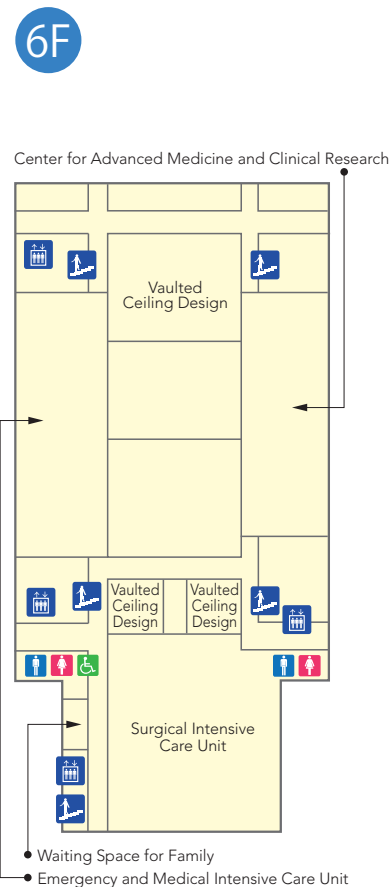 6F
Center for Advanced Medicine and Clinical Research
Vaulted
Ceiling Design
Vaulted
Ceiling
Design
Vaulted
Ceiling
Design
Surgical Intensive
Care Unit
Waiting Space for Family
Emergency and Medical Intensive Care Unit